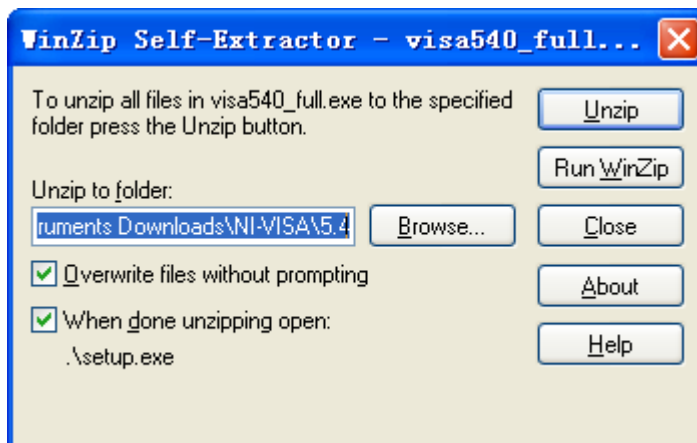 WinZip Self-Extractor - visa540_full...
To unzip all files in visa540_full.exe to the specified
folder press the Unzip button.
Unzip to folder:
ruments Downloads\NI-VISA\5.4
Browse...
Overwrite files without prompting
When done unzipping open:
.\setup.exe
Unzip
Run WinZip
Close
About
Help